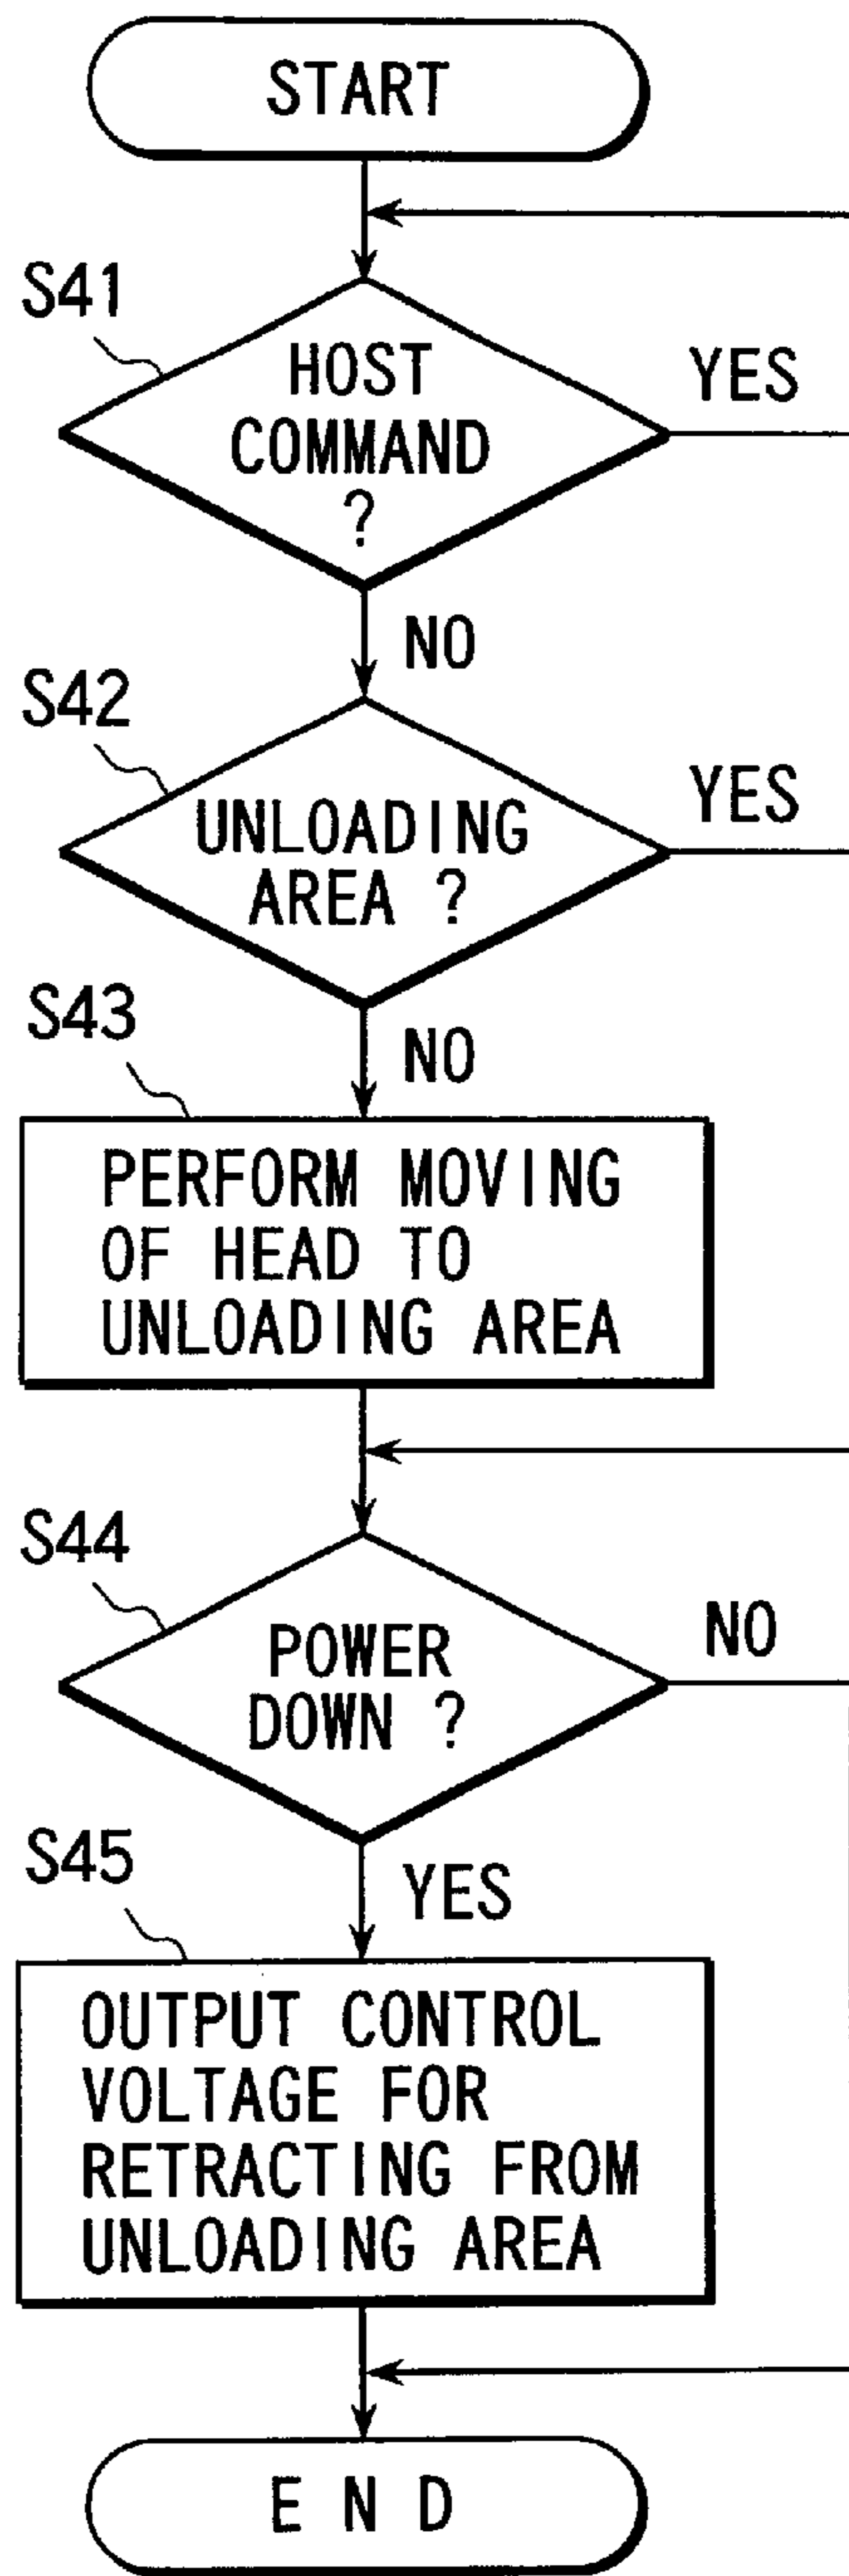 START
S41
HOST
COMMAND
?
YES
NO
S42
UNLOADING
AREA ?
YES
NO
S43
PERFORM MOVING
OF HEAD TO
UNLOADING AREA
S44
POWER
DOWN ?
NO
YES
S45
OUTPUT CONTROL
VOLTAGE FOR
RETRACTING FROM
UNLOADING AREA
END